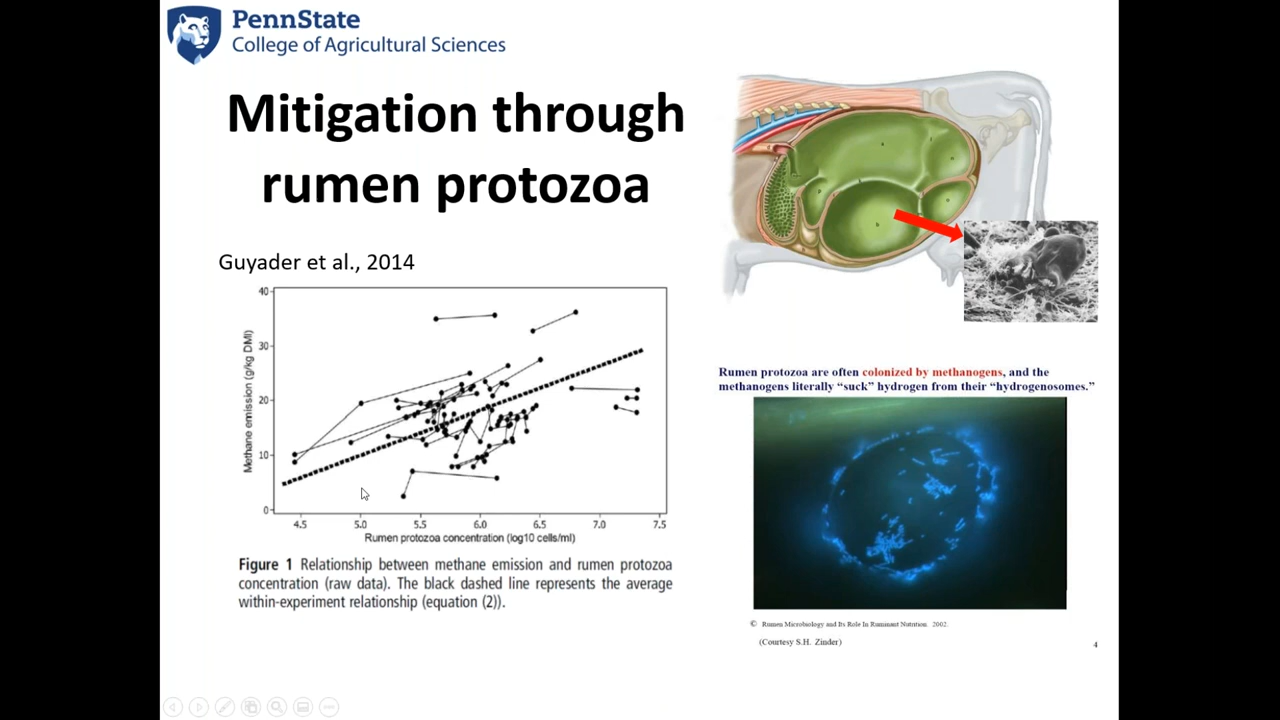 PennState
College of Agricultural Sciences
Mitigation through
rumen protozoa
Guyader et al., 2014
Methane emission (g/kg DMI)
40
30
20
10
0
4.5 5.0 5.5 6.0 6.5 7.0 7.5
Rumen protozoa concentration (log10 cells/ml)
Figure 1 Relationship between methane emission and rumen protozoa
concentration (raw data). The black dashed line represents the average
within-experiment relationship (equation (2)).
Rumen protozoa are often colonized by methanogens, and the
methanogens literally “suck” hydrogen from their “hydrogenosomes.”
© Rumen Microbiology and Its Role In Ruminant Nutrition. 2002.
(Courtesy S.H. Zinder)
4